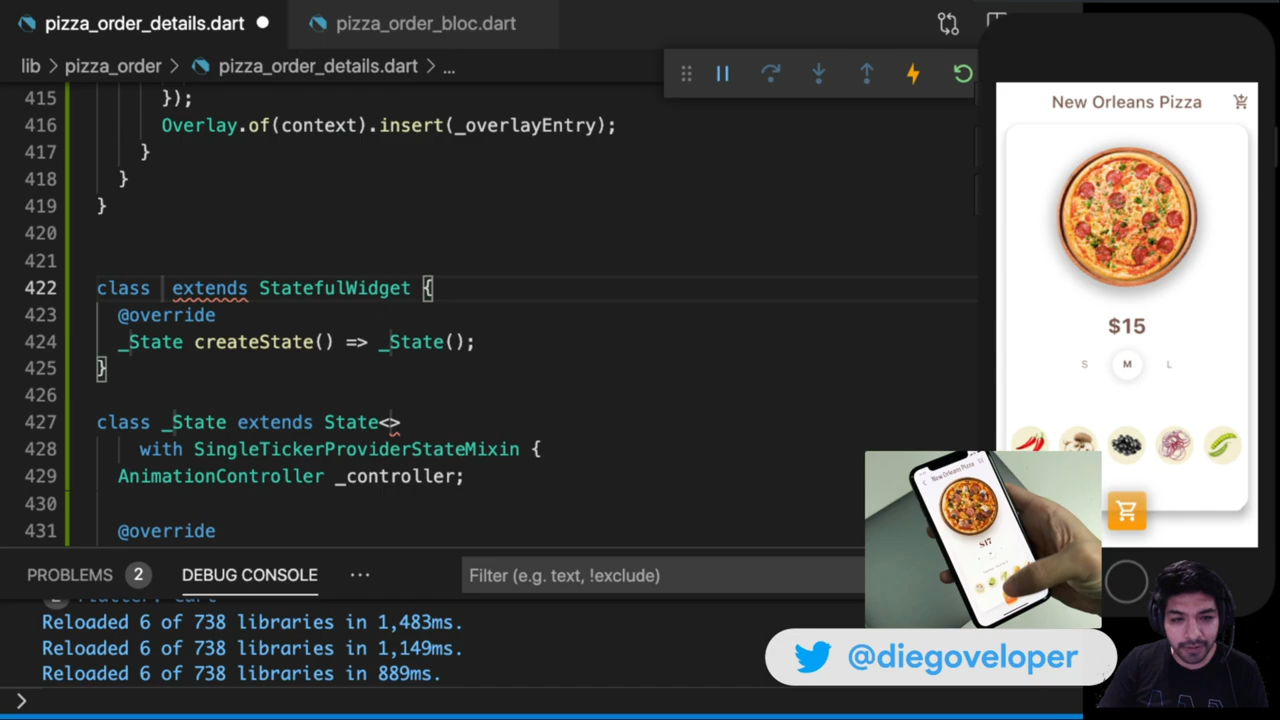 pizza_order_details.dart
pizza_order_bloc.dart
lib > pizza_order > pizza_order_details.dart > ...
415 });
416 Overlay.of(context).insert(_overlayEntry);
417 }
418 }
419 }
420
421
422 class extends StatefulWidget {
423 @override
424 _State createState() => _State();
425 }
426
427 class _State extends State<>
428 with SingleTickerProviderStateMixin {
429 AnimationController _controller;
430
431 @override
PROBLEMS 2 DEBUG CONSOLE ...
Filter (e.g. text, !exclude)
Reloaded 6 of 738 libraries in 1,483ms.
Reloaded 6 of 738 libraries in 1,149ms.
Reloaded 6 of 738 libraries in 889ms.
>
New Orleans Pizza
$15
S M L
New Orleans Pizza
$17
@diegoveloper